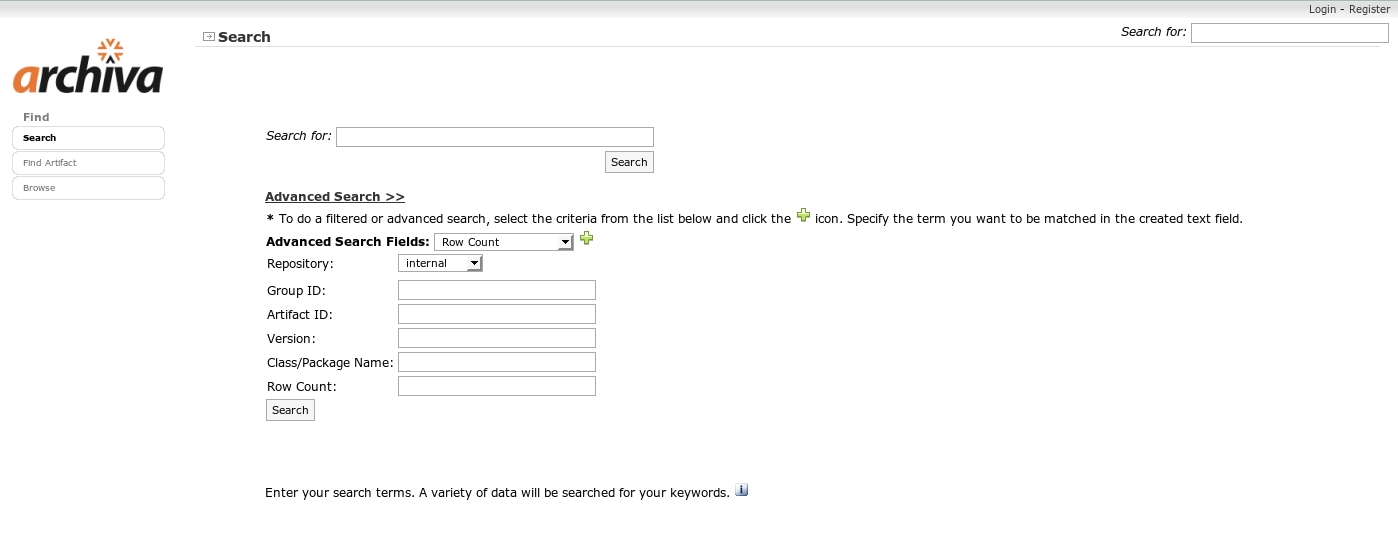 Login - Register
Search
Search for:
archiva
Find
Search
Find Artifact
Browse
Search for:
Search
Advanced Search >>
* To do a filtered or advanced search, select the criteria from the list below and click the icon. Specify the term you want to be matched in the created text field.
Advanced Search Fields: Row Count
Repository: internal
Group ID:
Artifact ID:
Version:
Class/Package Name:
Row Count:
Search
Enter your search terms. A variety of data will be searched for your keywords.